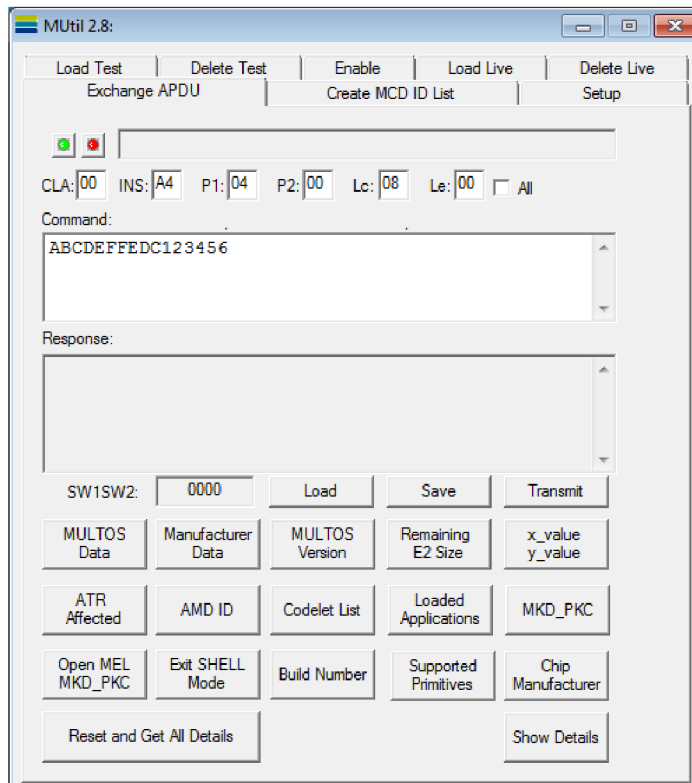 MUtil 2.8:
Load Test Delete Test Enable Load Live Delete Live
Exchange APDU Create MCD ID List Setup
CLA: 00 INS: A4 P1: 04 P2: 00 Lc: 08 Le: 00 All
Command:
ABCDEFFEDC123456
Response:
SW1SW2: 0000 Load Save Transmit
MULTOS Data Manufacturer Data MULTOS Version Remaining E2 Size x_value y_value
ATR Affected AMD ID Codelet List Loaded Applications MKD_PKC
Open MEL MKD_PKC Exit SHELL Mode Build Number Supported Primitives Chip Manufacturer
Reset and Get All Details Show Details